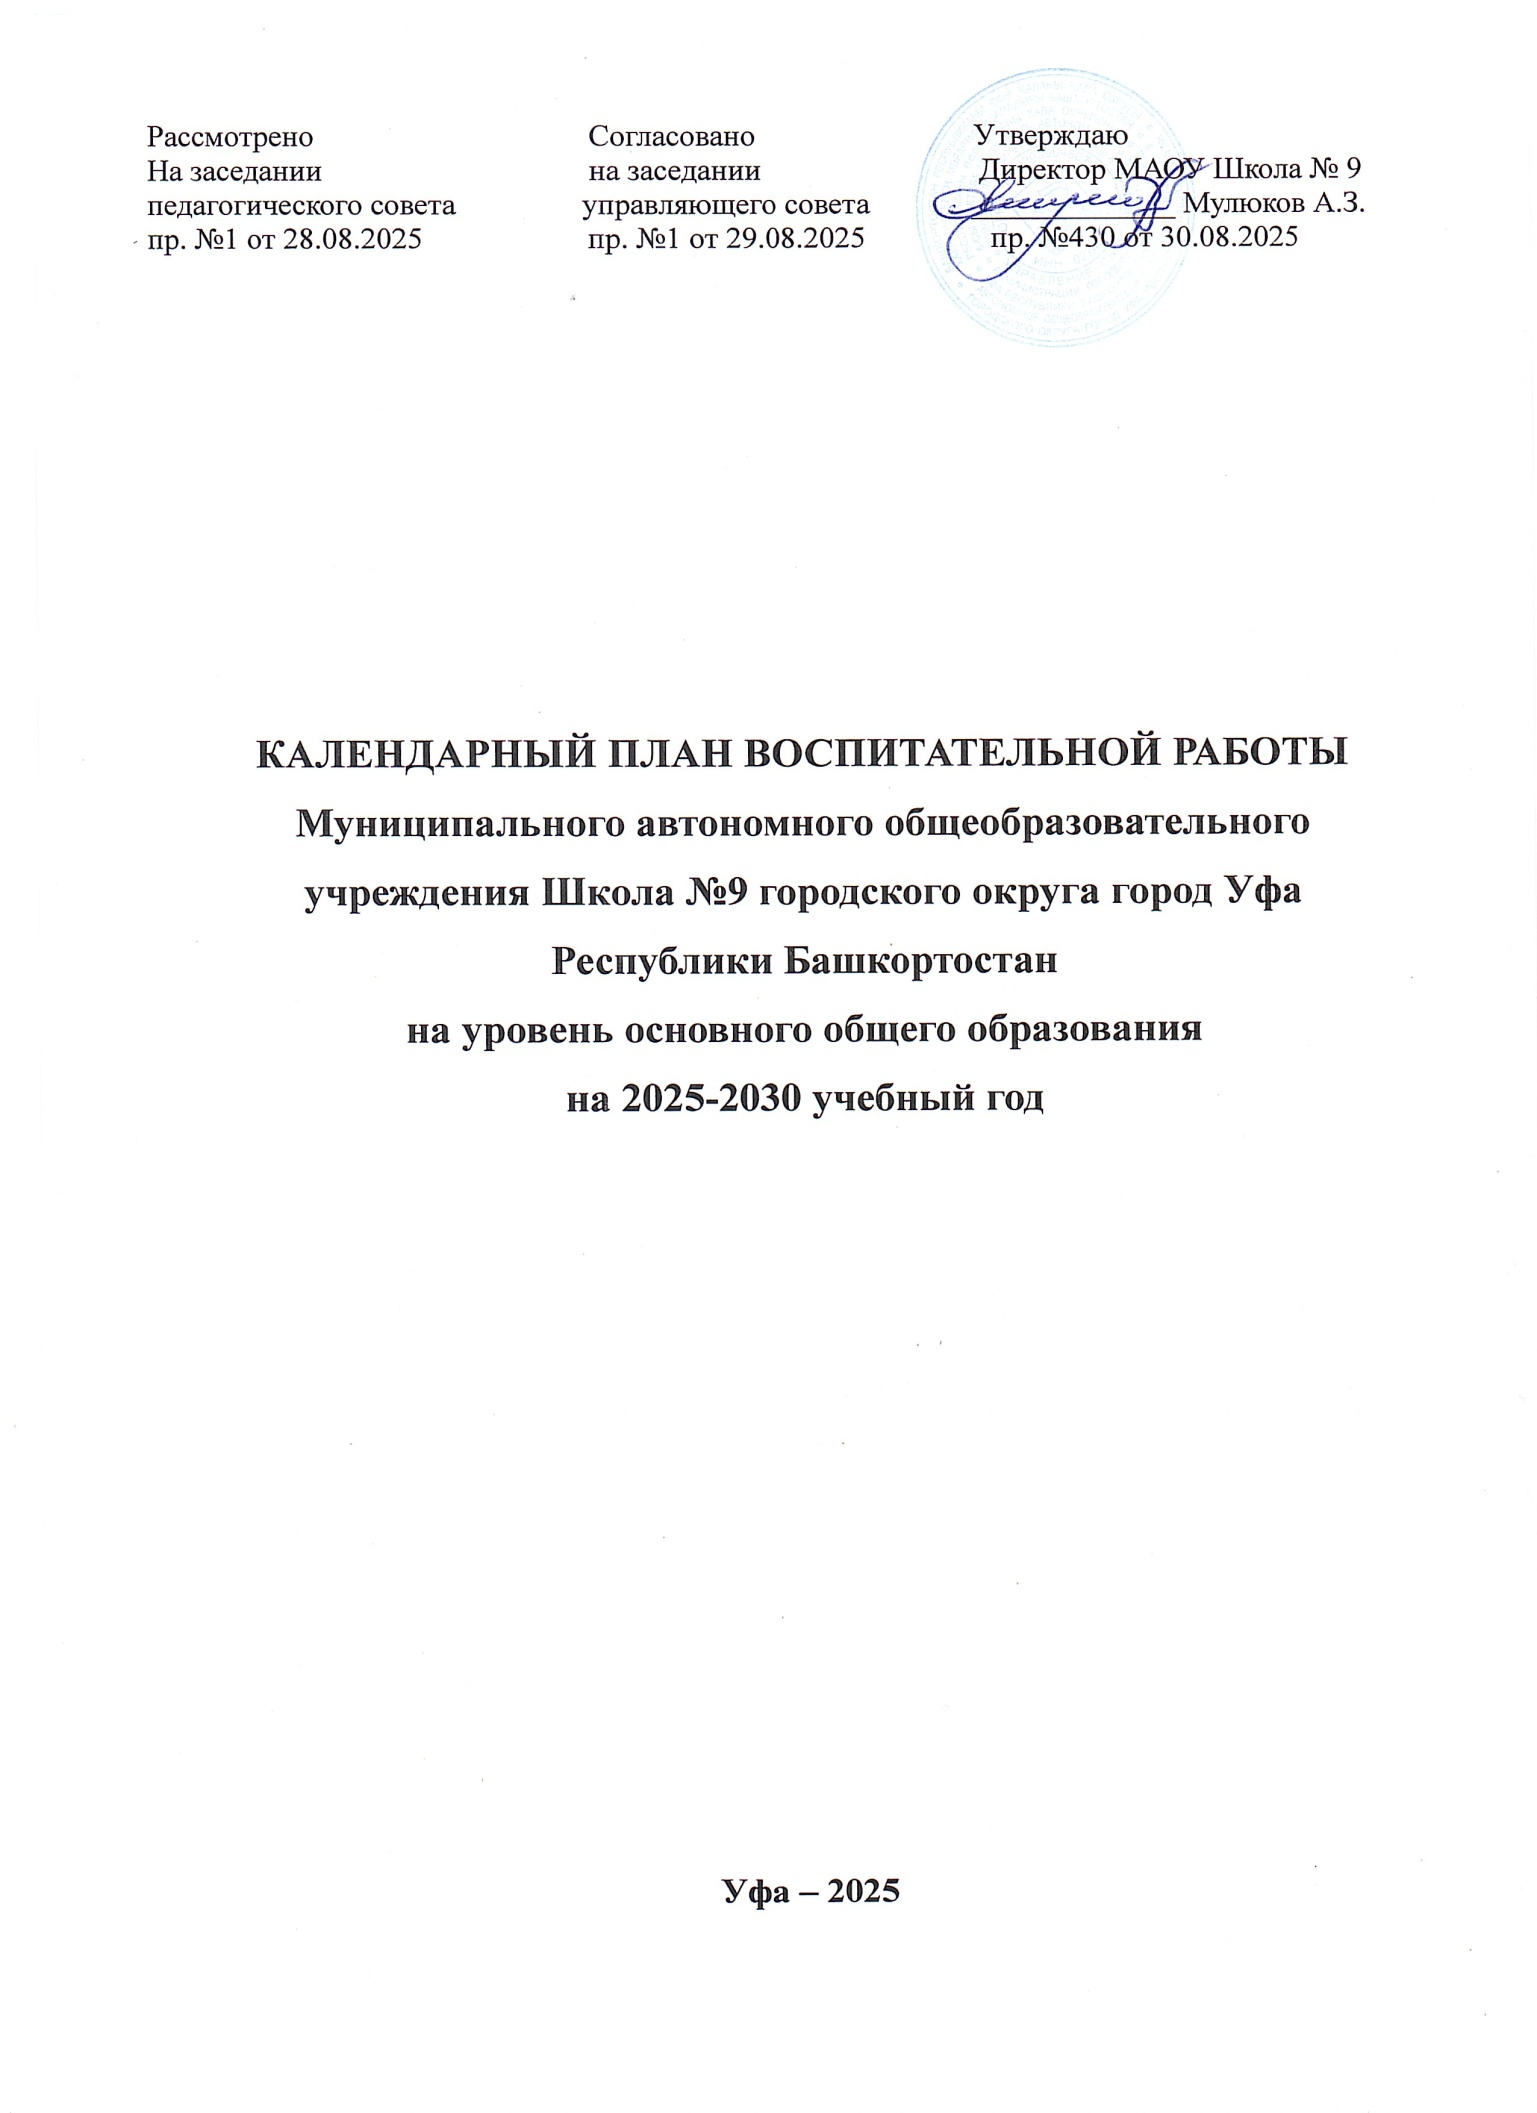 Рассмотрено
На заседании
педагогического совета
пр. №1 от 28.08.2025
Согласовано
на заседании
управляющего совета
пр. №1 от 29.08.2025
Утверждаю
Директор МАОУ Школа № 9
Мулюков А.З.
пр. №430 от 30.08.2025
КАЛЕНДАРНЫЙ ПЛАН ВОСПИТАТЕЛЬНОЙ РАБОТЫ
Муниципального автономного общеобразовательного
учреждения Школа №9 городского округа город Уфа
Республики Башкортостан
на уровень основного общего образования
на 2025-2030 учебный год
Уфа – 2025